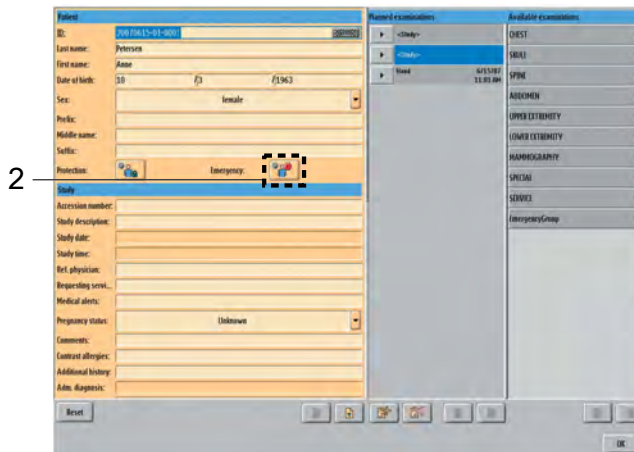 Patient
ID: 20070615-01-0001
Last name: Petersen
First name: Anne
Date of birth: 10 /3 /1963
Sex: female
Prefix:
Middle name:
Suffix:
Protection: Emergency:
2
Study
Accession number:
Study description:
Study date:
Study time:
Ref. physician:
Requesting servi...
Medical alerts:
Pregnancy status: Unknown
Comments:
Contrast allergies:
Additional history:
Adm. diagnosis:
Reset
Planned examinations
<Study>
<Study>
Hand 6/15/07
11:03 AM
Available examinations
CHEST
SKULL
SPINE
ABDOMEN
UPPER EXTREMITY
LOWER EXTREMITY
MAMMOGRAPHY
SPECIAL
SERVICE
EmergencyGroup
OK